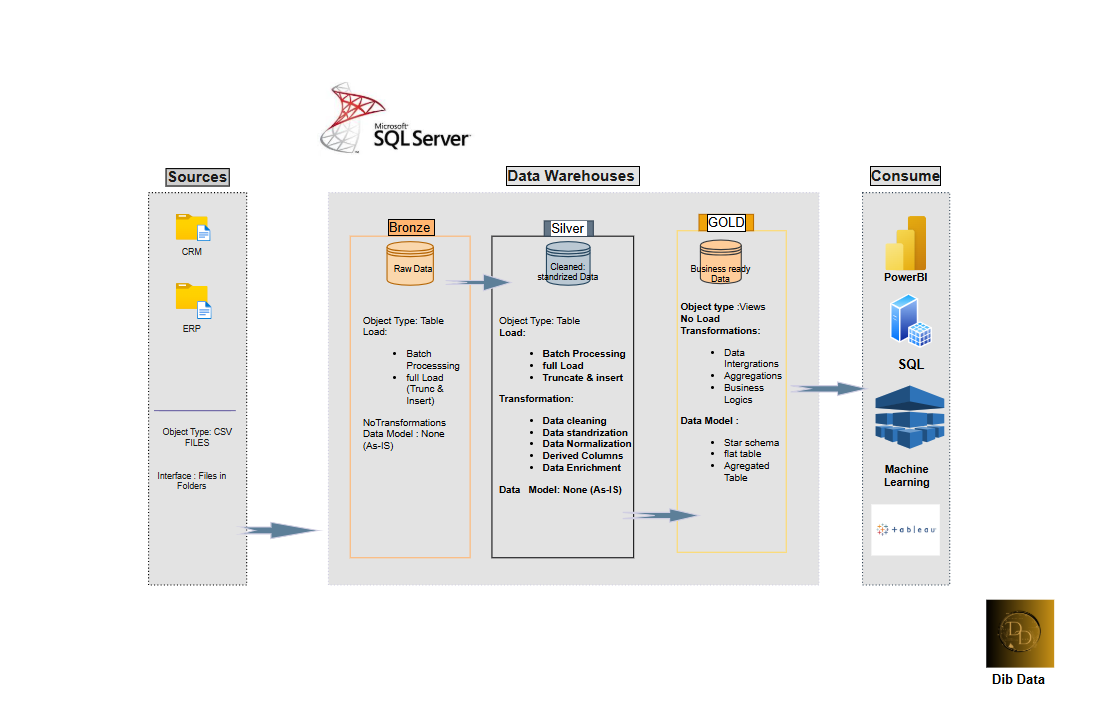 Microsoft®
SQL Server
Sources
CRM
ERP
Object Type: CSV
FILES
Interface : Files in
Folders
Data Warehouses
Bronze
Raw Data
Object Type: Table
Load:
• Batch
Processsing
• full Load
(Trunc &
Insert)
NoTransformations
Data Model : None
(As-IS)
Silver
Cleaned:
standrized Data
Object Type: Table
Load:
• Batch Processing
• full Load
• Truncate & insert
Transformation:
• Data cleaning
• Data standrization
• Data Normalization
• Derived Columns
• Data Enrichment
Data Model: None (As-IS)
GOLD
Business ready
Data
Object type :Views
No Load
Transformations:
• Data
Intergrations
• Aggregations
• Business
Logics
Data Model :
• Star schema
• flat table
• Agregated
Table
Consume
PowerBI
SQL
Machine
Learning
+ableau
DD
Dib Data